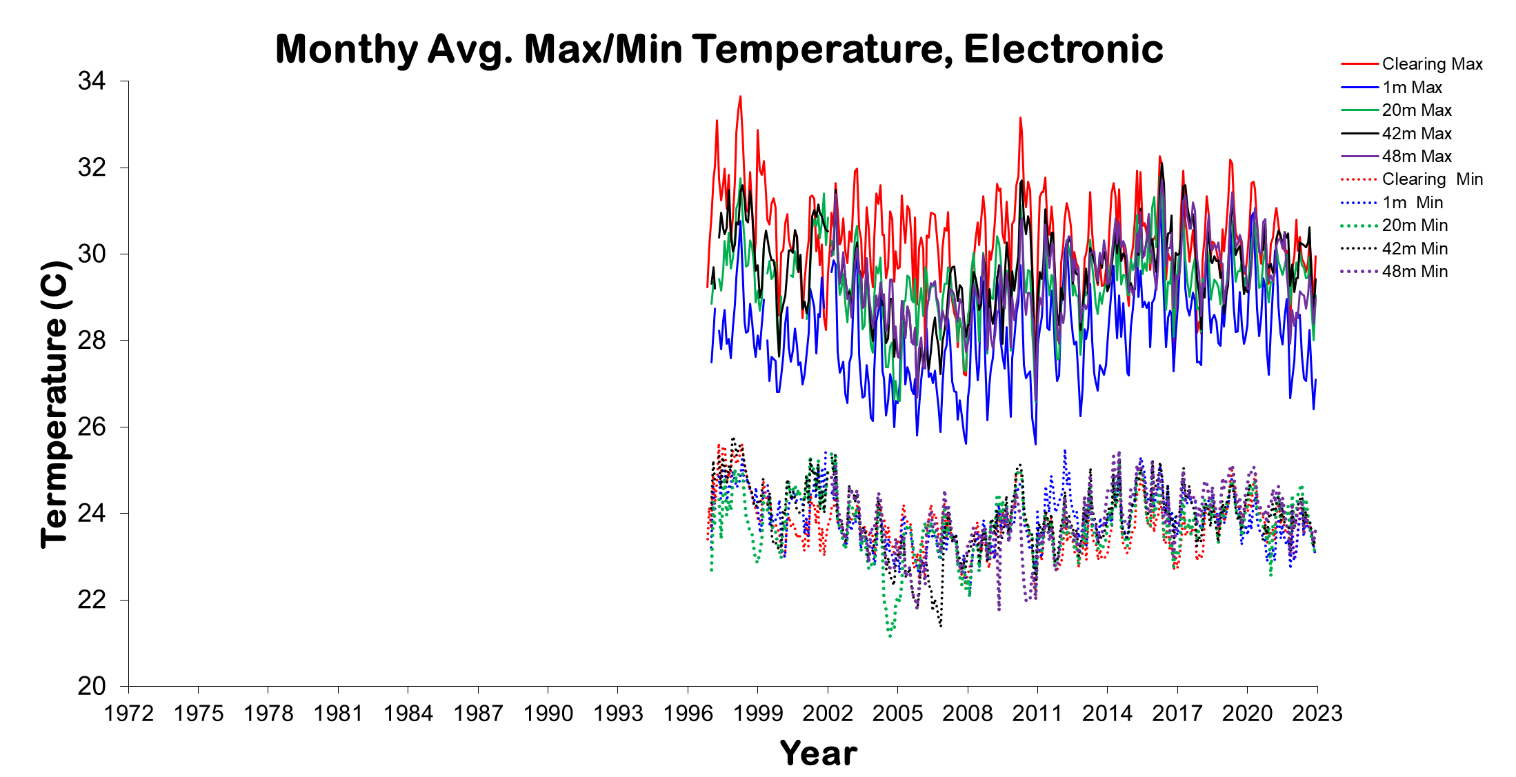 Monthy Avg. Max/Min Temperature, Electronic
Clearing Max
1m Max
20m Max
42m Max
48m Max
Clearing  Min
1m  Min
20m Min
42m Min
48m Min
Termperature (C)
34
32
30
28
26
24
22
20
1972 1975 1978 1981 1984 1987 1990 1993 1996 1999 2002 2005 2008 2011 2014 2017 2020 2023
Year